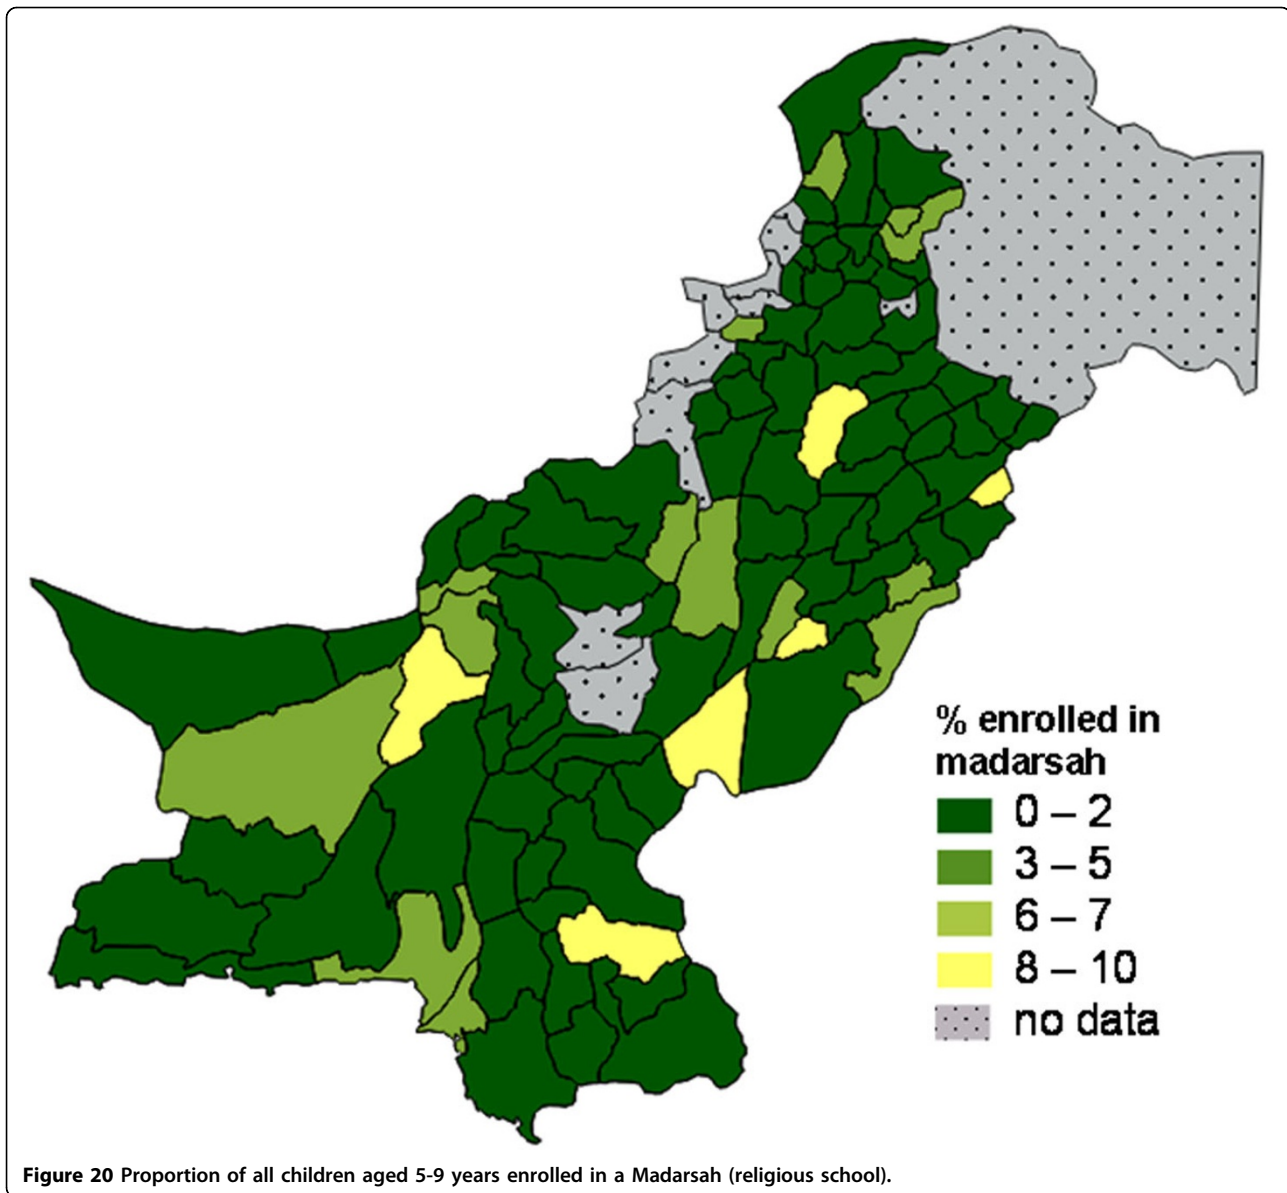 % enrolled in
madarsah
0 – 2
3 – 5
6 – 7
8 – 10
no data
Figure 20 Proportion of all children aged 5-9 years enrolled in a Madarsah (religious school).